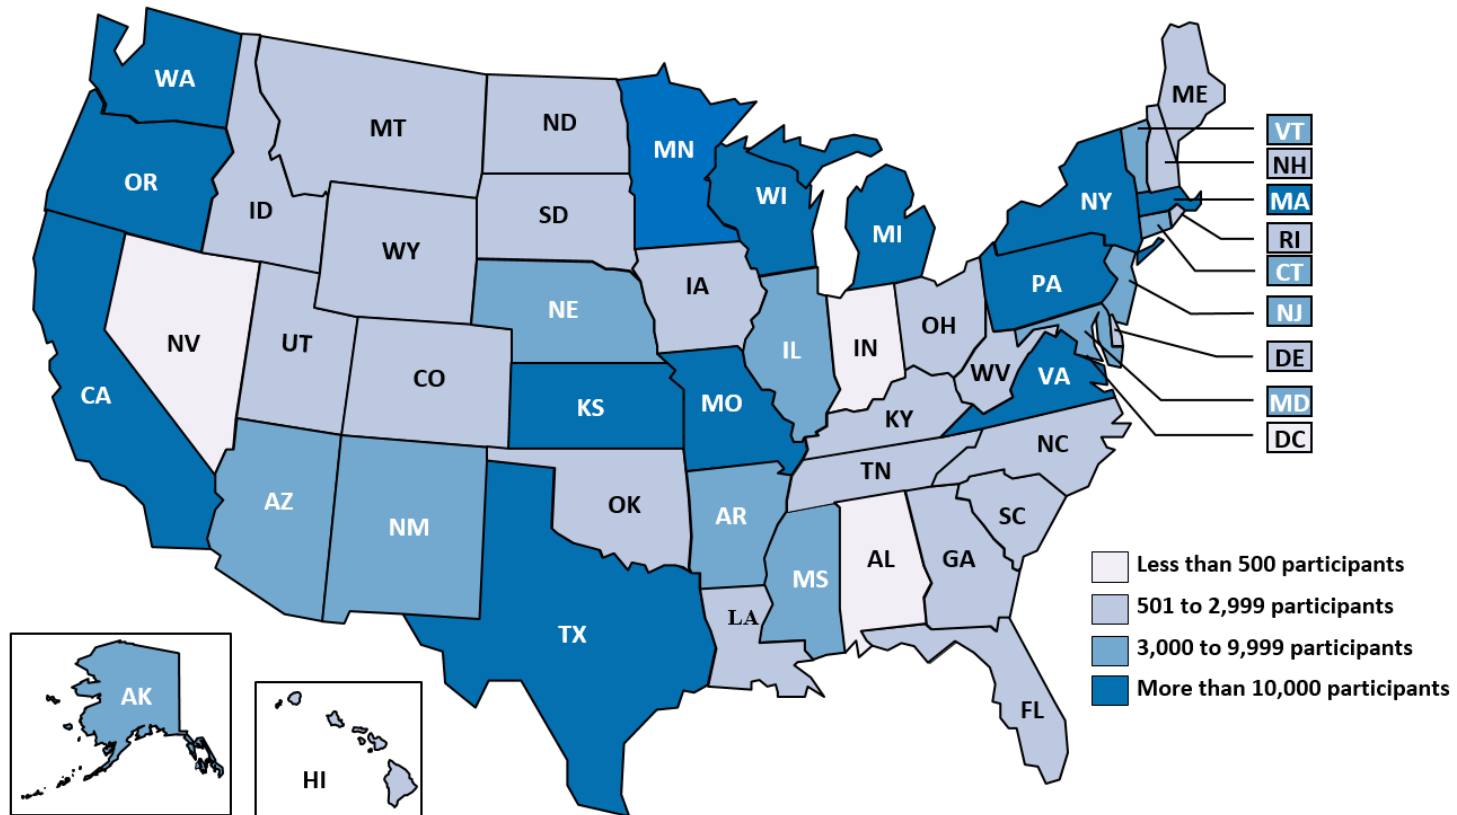 WA
MT
ND
MN
ME
VT
NH
OR
ID
SD
WI
NY
MA
WY
MI
RI
CT
IA
PA
NE
NJ
NV
UT
IL
IN
OH
DE
CO
WV
VA
CA
KS
MO
MD
KY
DC
NC
TN
AZ
NM
OK
AR
SC
MS
AL
GA
Less than 500 participants
501 to 2,999 participants
LA
TX
3,000 to 9,999 participants
More than 10,000 participants
AK
FL
HI